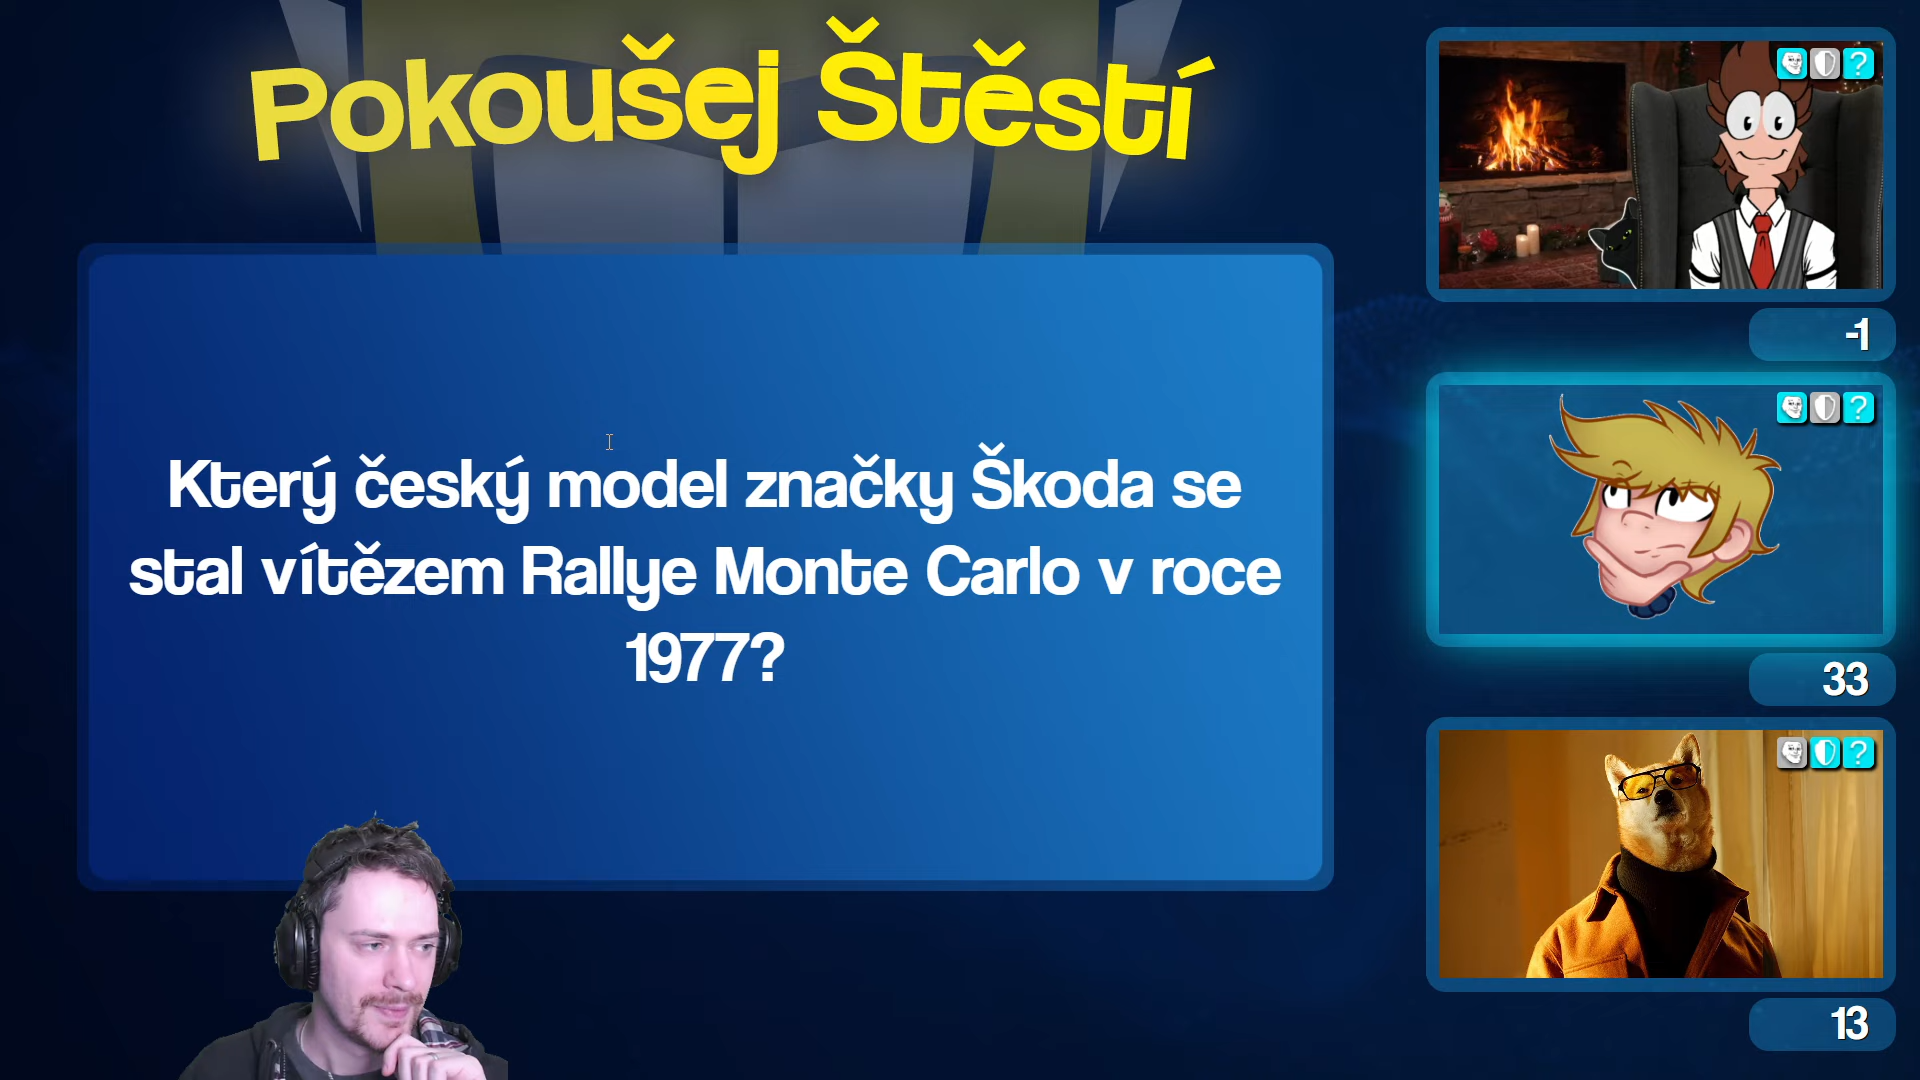 Pokoušej Štěstí
Který český model značky Škoda se
stal vítězem Rallye Monte Carlo v roce
1977?
?
-1
?
33
?
13